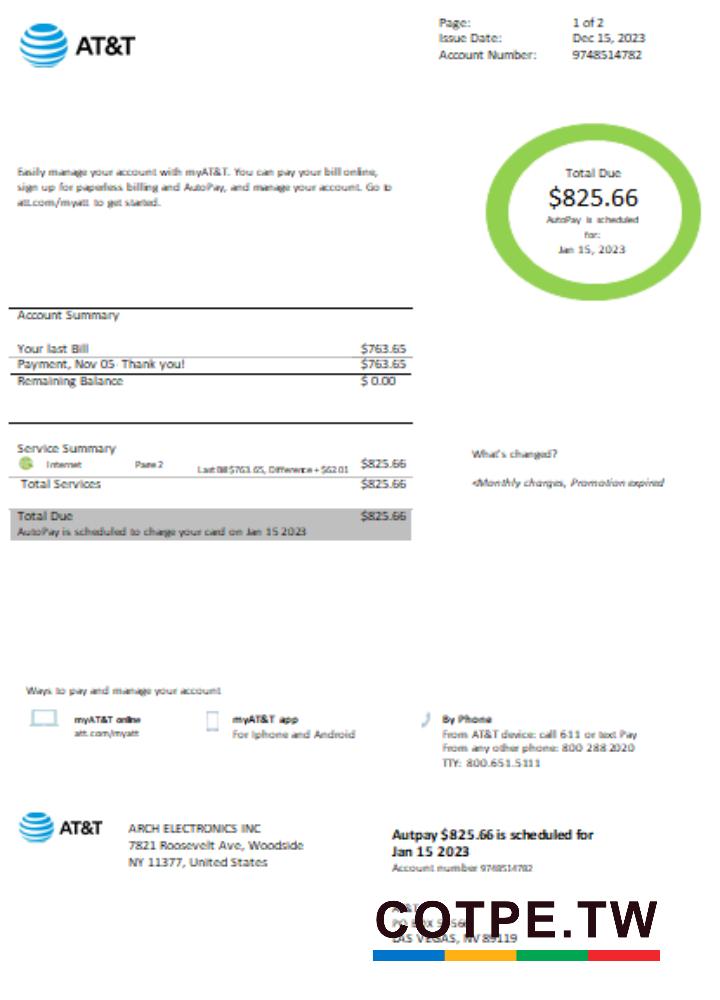 AT&T
Page: 1 of 2
Issue Date: Dec 15, 2023
Account Number: 9748514782
Easily manage your account with myAT&T. You can pay your bill online,
sign up for paperless billing and AutoPay, and manage your account. Go to
att.com/myatt to get started.
Total Due
$825.66
AutoPay is scheduled
for:
Jan 15, 2023
Account Summary
Your last Bill $763.65
Payment, Nov 05- Thank you! $763.65
Remaining Balance $ 0.00
Service Summary
Internet Page 2 Last Bill $763.65, Difference + $62.01 $825.66
Total Services $825.66
What's changed?
•Monthly charges, Promotion expired
Total Due $825.66
AutoPay is scheduled to charge your card on Jan 15 2023
Ways to pay and manage your account
myAT&T online
att.com/myatt
myAT&T app
For Iphone and Android
By Phone
From AT&T device: call 611 or text Pay
From any other phone: 800 288 2020
TTY: 800.651.5111
AT&T
ARCH ELECTRONICS INC
7821 Roosevelt Ave, Woodside
NY 11377, United States
Autpay $825.66 is scheduled for
Jan 15 2023
Account number 9748514782
AT&T
PO BOX
LAS VEGAS, NV 89119
COTPE.TW